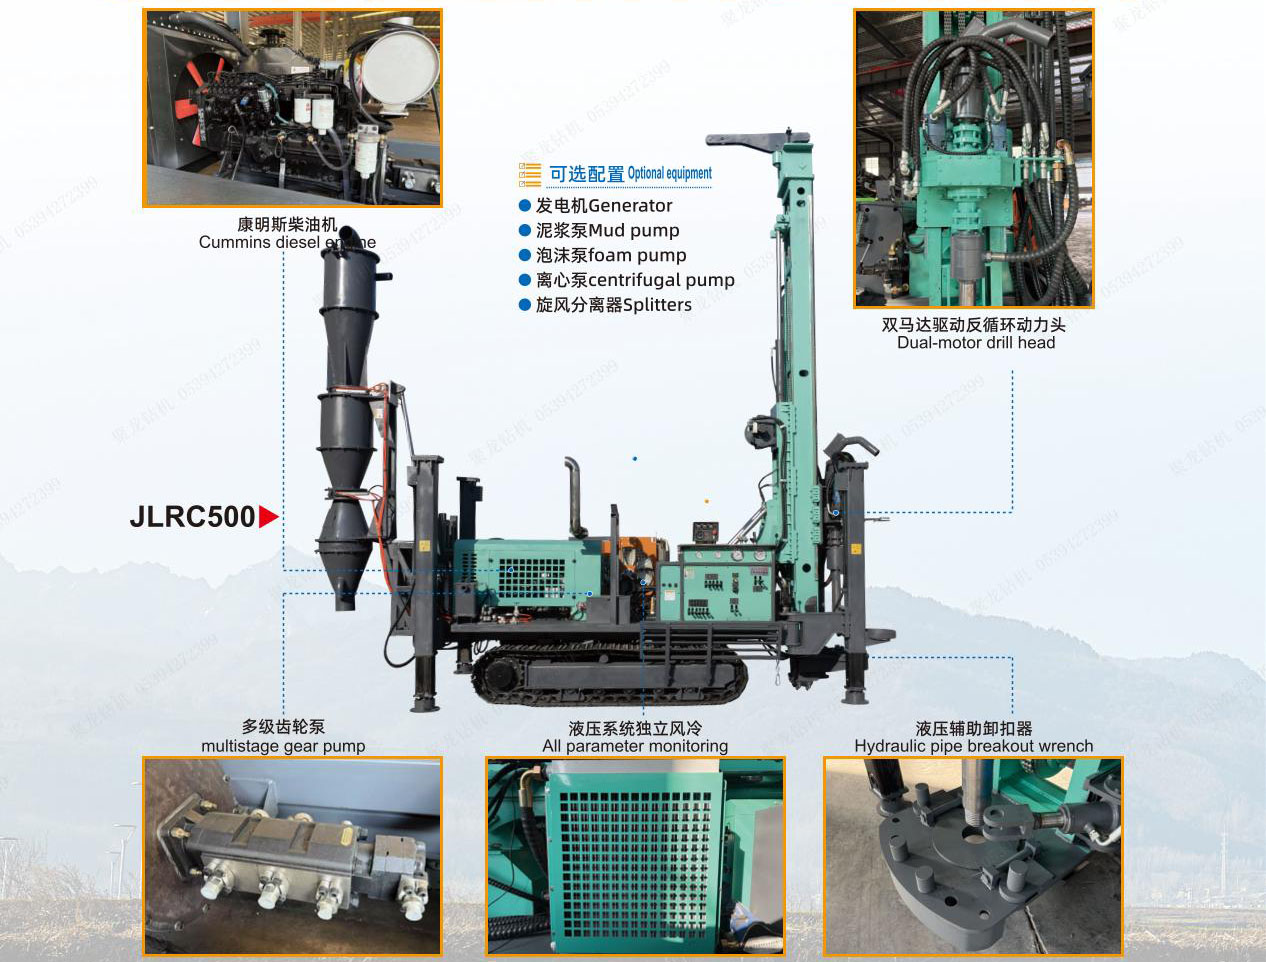 康明斯柴油机
Cummins diesel engine
可选配置 Optional equipment
发电机Generator
泥浆泵Mud pump
泡沫泵foam pump
离心泵centrifugal pump
旋风分离器Splitters
双马达驱动反循环动力头
Dual-motor drill head
JLRC500
多级齿轮泵
multistage gear pump
液压系统独立风冷
All parameter monitoring
液压辅助卸扣器
Hydraulic pipe breakout wrench
聚龙钻机 05394272399